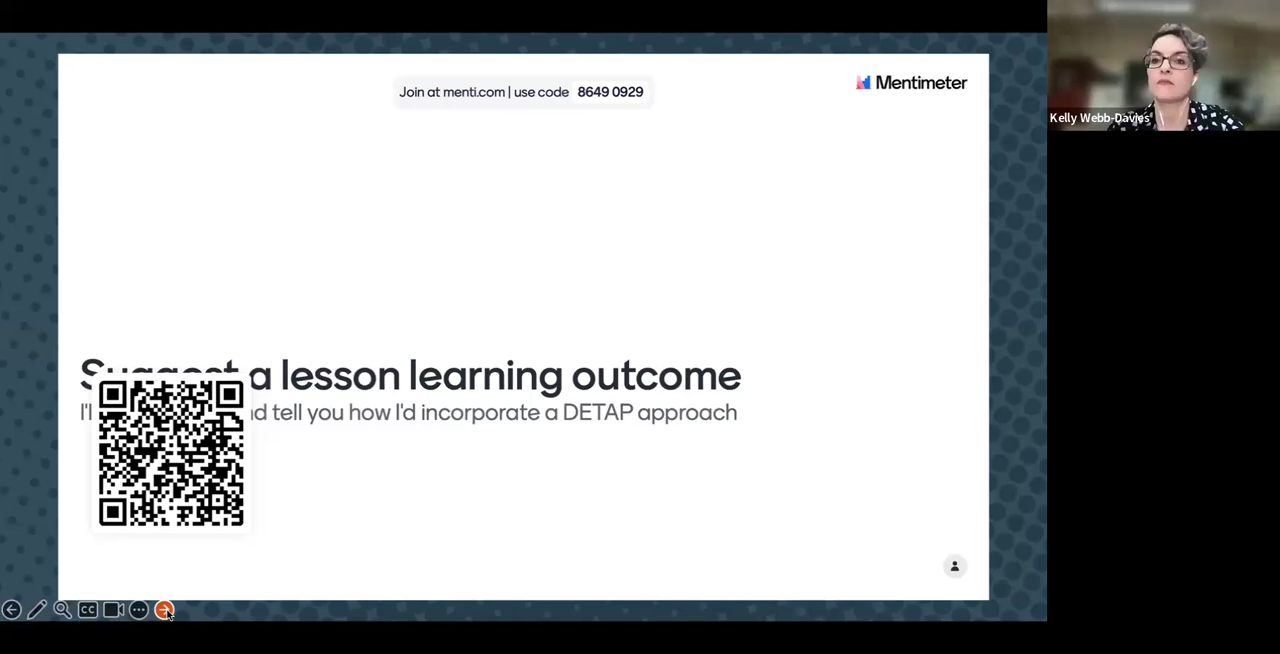 Join at menti.com | use code 8649 0929
Mentimeter
Kelly Webb-Davies
a lesson learning outcome
tell you how I'd incorporate a DETAP approach
CC